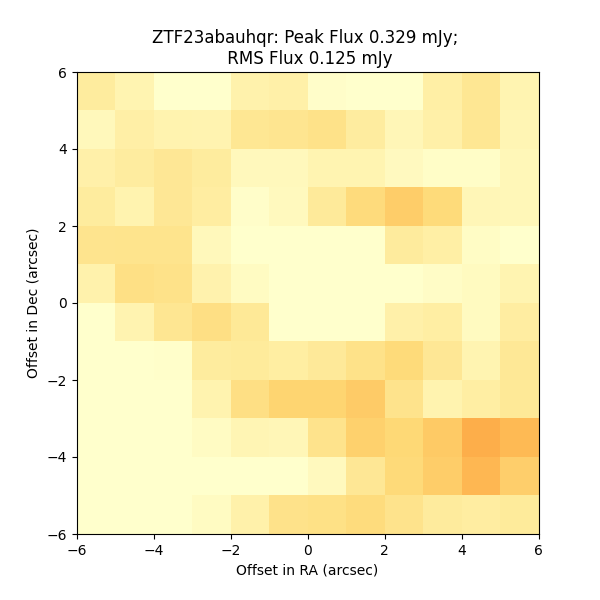 ZTF23abauhqr: Peak Flux 0.329 mJy;
RMS Flux 0.125 mJy
6
4
2
0
−2
−4
−6
Offset in Dec (arcsec)
−6 −4 −2 0 2 4 6
Offset in RA (arcsec)